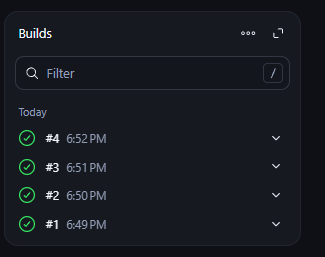 Builds
Filter /
Today
#4 6:52 PM
#3 6:51 PM
#2 6:50 PM
#1 6:49 PM